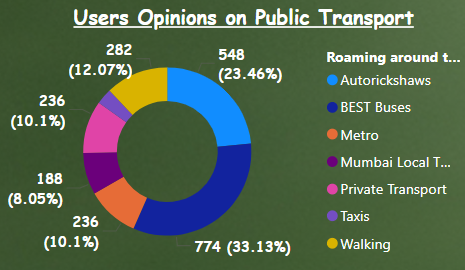 Users Opinions on Public Transport
282
(12.07%)
548
(23.46%)
236
(10.1%)
188
(8.05%)
236
(10.1%)
774 (33.13%)
Roaming around t...
Autorickshaws
BEST Buses
Metro
Mumbai Local T...
Private Transport
Taxis
Walking